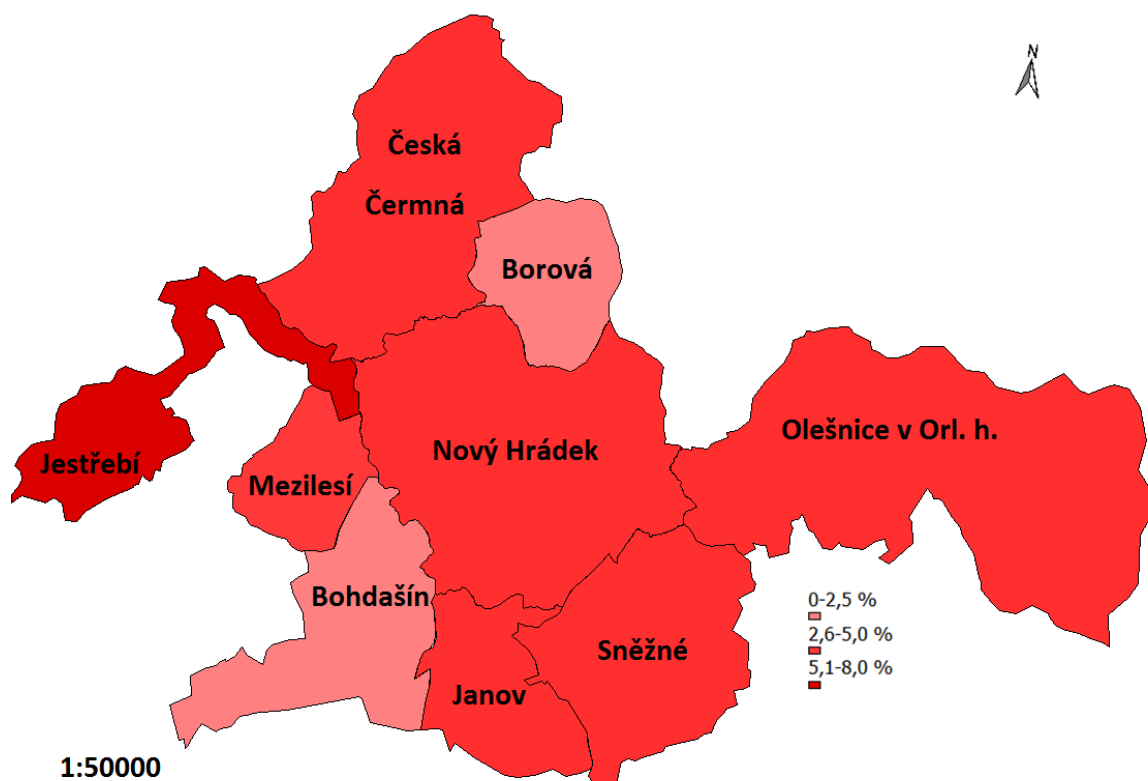 N
Česká
Čermná
Borová
Olešnice v Orl. h.
Nový Hrádek
Jestřebí
Mezilesí
Bohdašín
Sněžné
Janov
0-2,5 %
2,6-5,0 %
5,1-8,0 %
1:50000